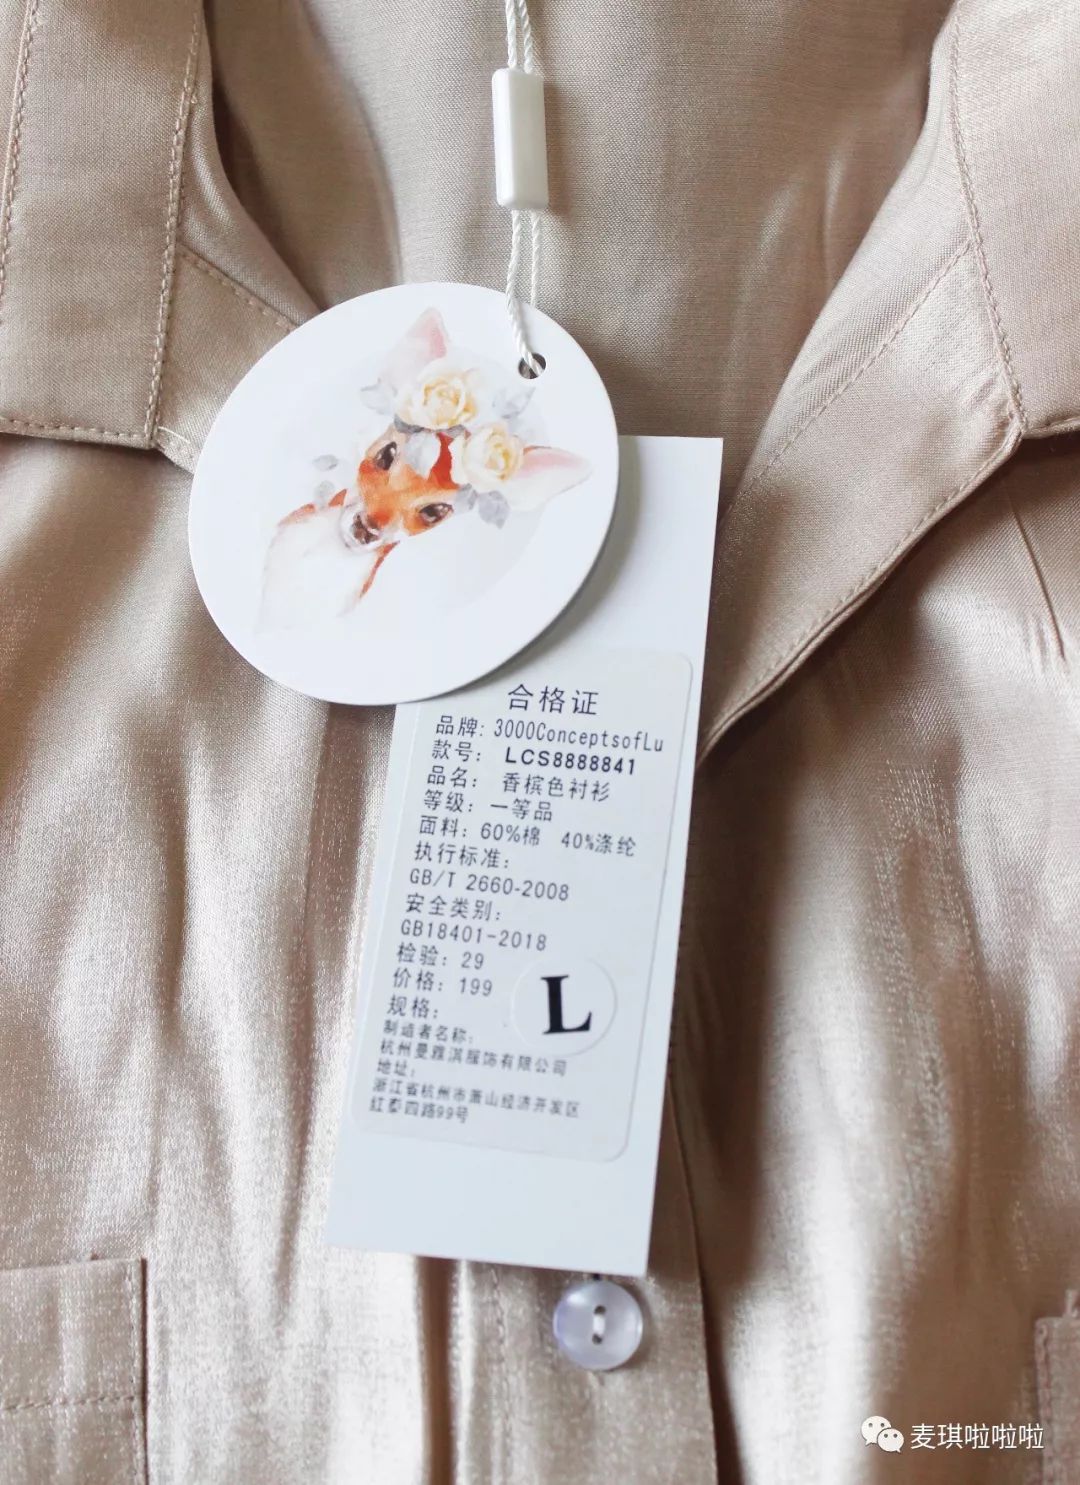 合格证
品牌: 3000ConceptsofLu
款号: LCS8888841
品名: 香槟色衬衫
等级: 一等品
面料: 60%棉 40%涤纶
执行标准:
GB/T 2660-2008
安全类别:
GB18401-2018
检验: 29
价格: 199
规格:
L
制造者名称:
杭州曼雅淇服饰有限公司
地址:
浙江省杭州市萧山经济开发区
红泰四路99号
麦琪啦啦啦